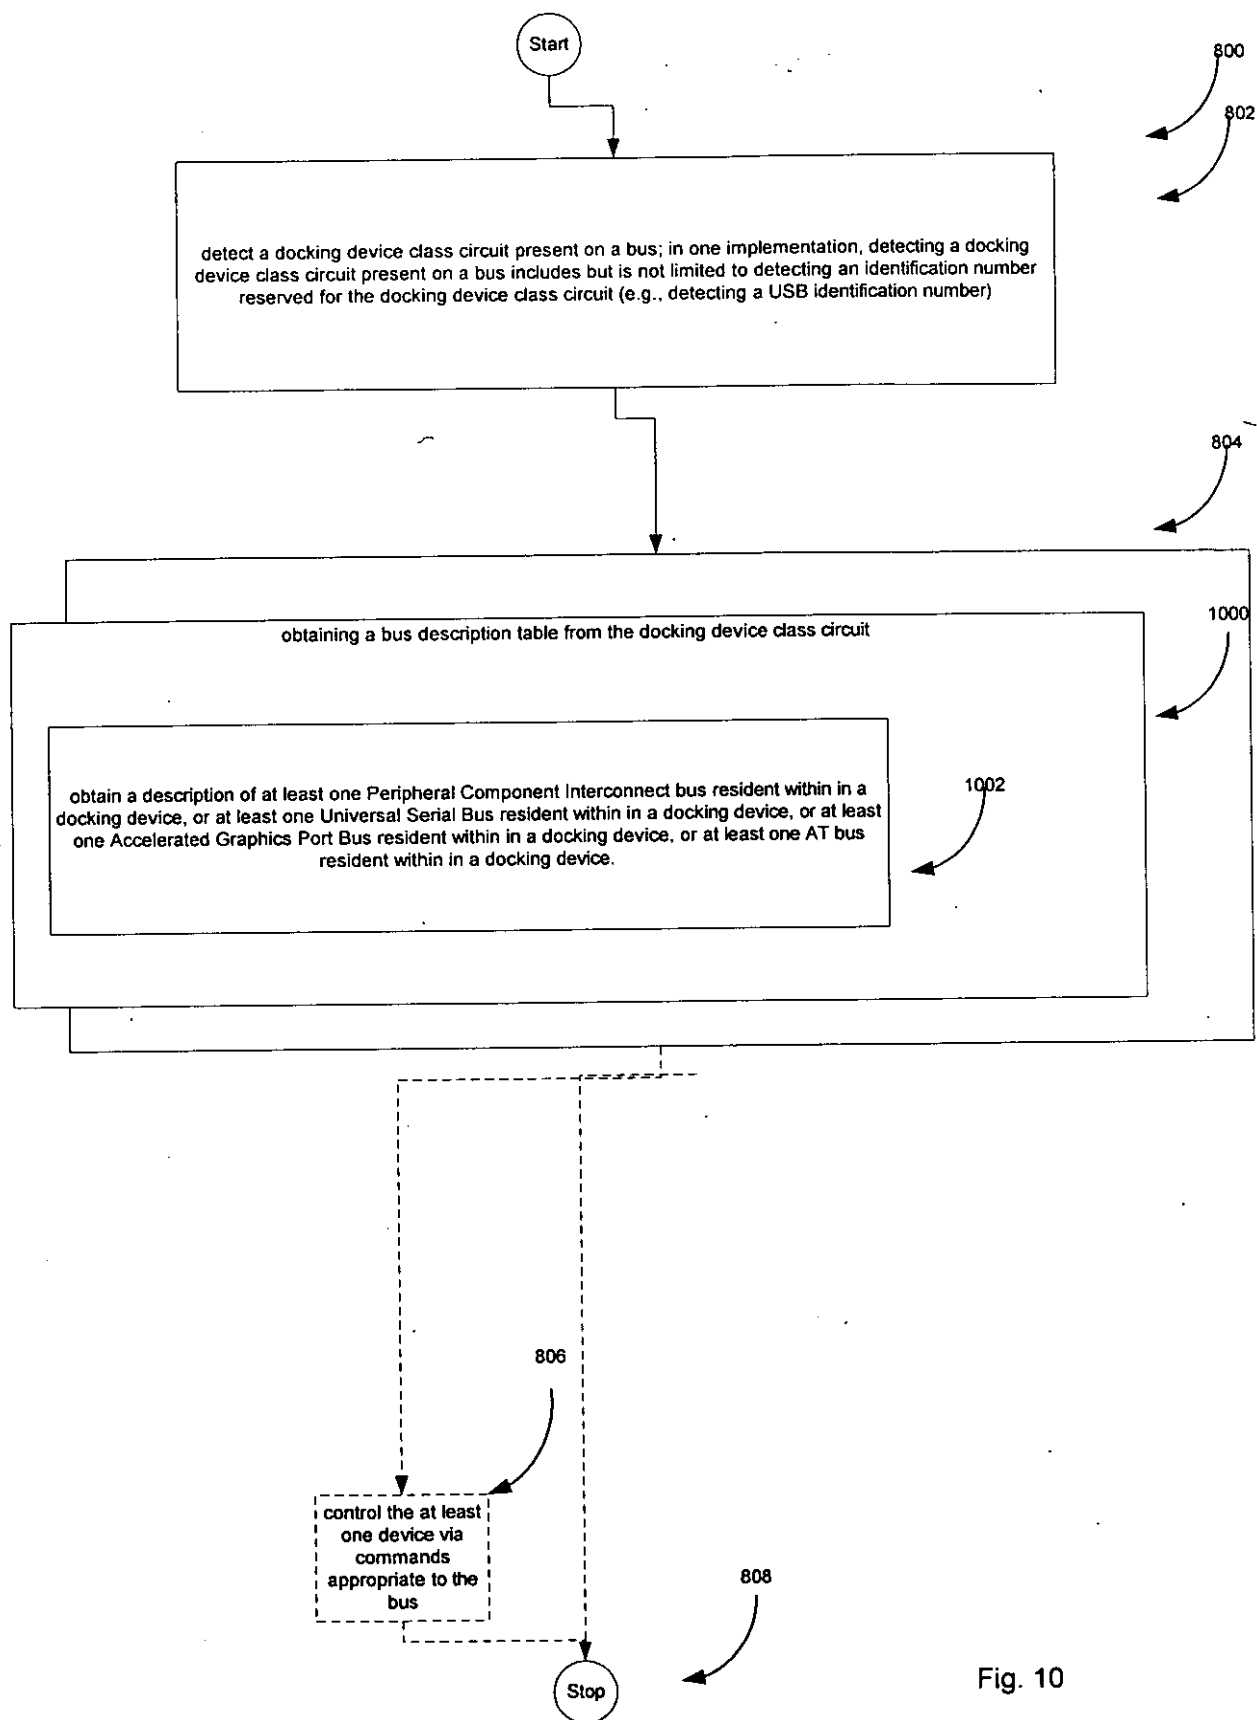 Start
800
802
detect a docking device class circuit present on a bus; in one implementation, detecting a docking
device class circuit present on a bus includes but is not limited to detecting an identification number
reserved for the docking device class circuit (e.g., detecting a USB identification number)
804
1000
obtaining a bus description table from the docking device class circuit
1002
obtain a description of at least one Peripheral Component Interconnect bus resident within in a
docking device, or at least one Universal Serial Bus resident within in a docking device, or at least
one Accelerated Graphics Port Bus resident within in a docking device, or at least one AT bus
resident within in a docking device.
806
control the at least
one device via
commands
appropriate to the
bus
808
Stop
Fig. 10